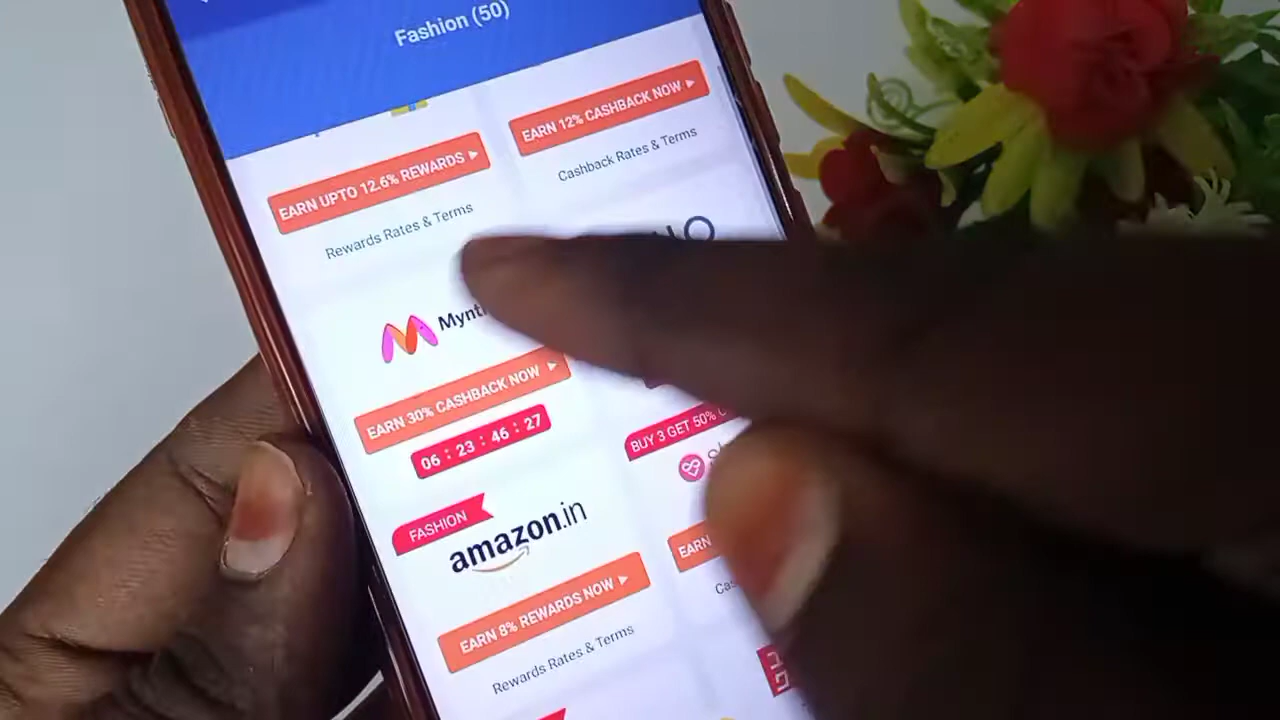 Fashion (50)
EARN 12% CASHBACK NOW
Cashback Rates & Terms
EARN UPTO 12.6% REWARDS
Rewards Rates & Terms
EARN 30% CASHBACK NOW
06 : 23 : 46 : 27
BUY 3 GET 50%
FASHION
amazon.in
EARN
EARN 8% REWARDS NOW
Rewards Rates & Terms